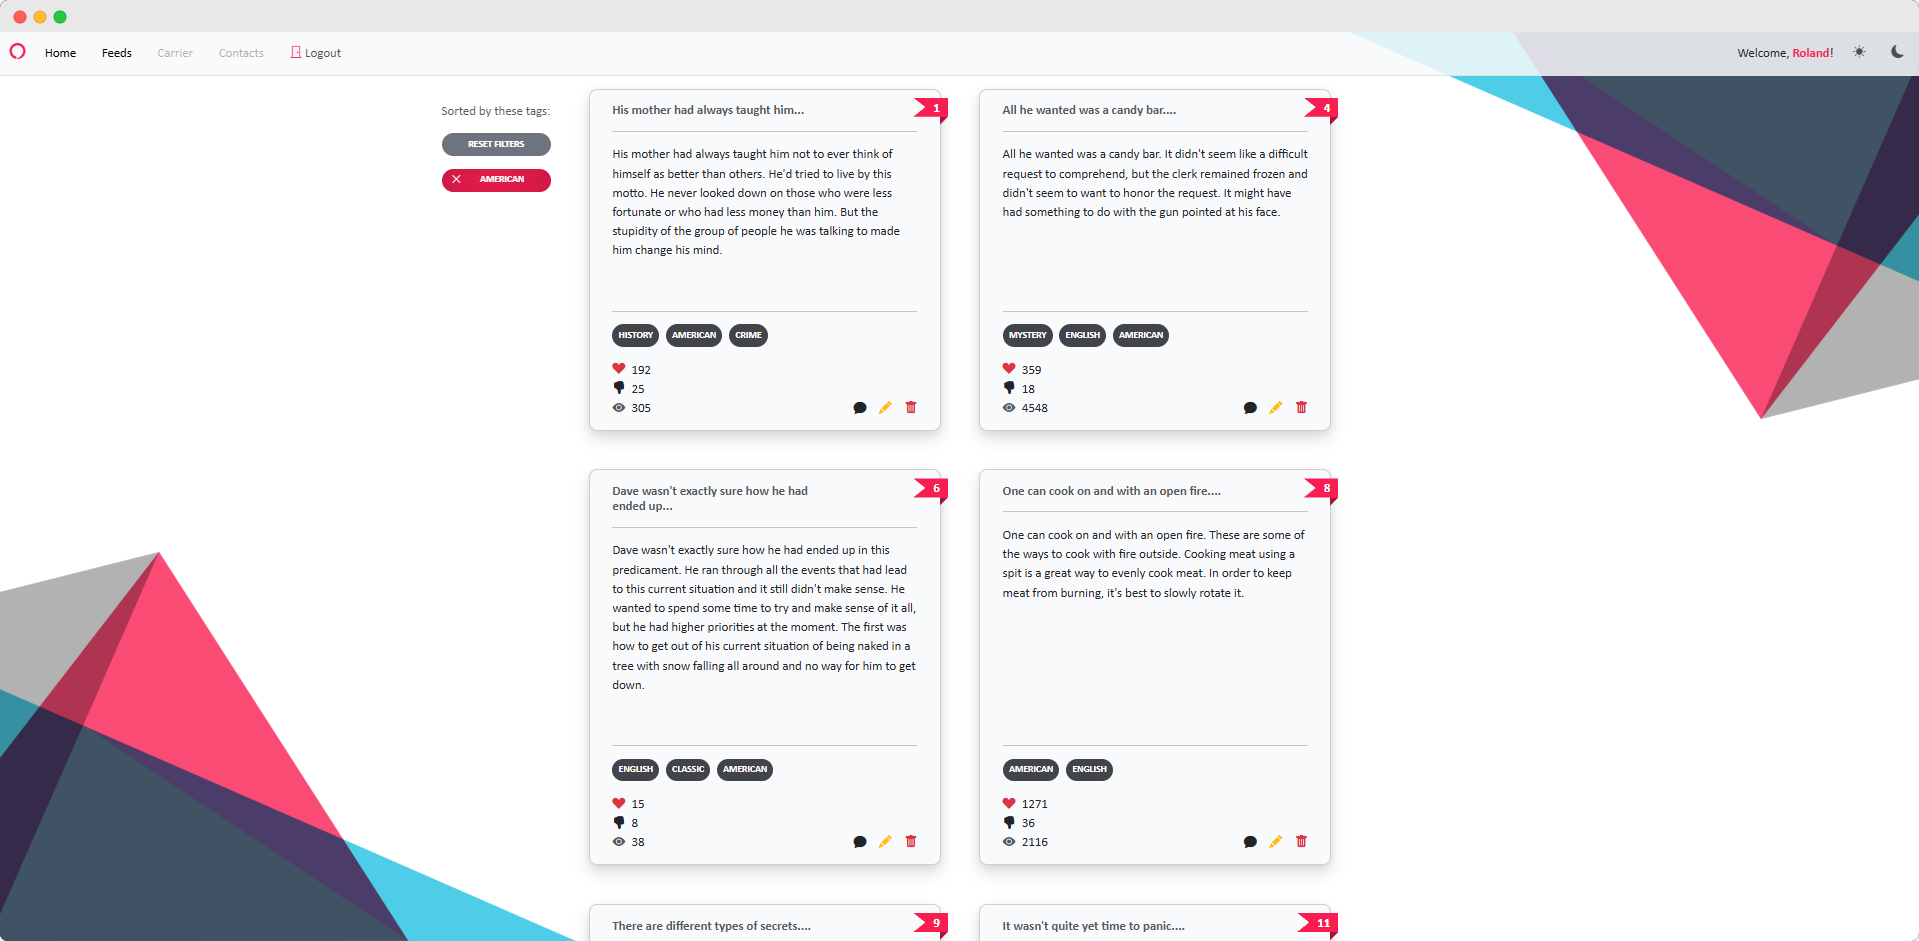 Home Feeds Carrier Contacts Logout
Welcome, Roland!
Sorted by these tags:
RESET FILTERS
AMERICAN
His mother had always taught him...
1
His mother had always taught him not to ever think of
himself as better than others. He'd tried to live by this
motto. He never looked down on those who were less
fortunate or who had less money than him. But the
stupidity of the group of people he was talking to made
him change his mind.
HISTORY AMERICAN CRIME
192
25
305
All he wanted was a candy bar....
4
All he wanted was a candy bar. It didn't seem like a difficult
request to comprehend, but the clerk remained frozen and
didn't seem to want to honor the request. It might have
had something to do with the gun pointed at his face.
MYSTERY ENGLISH AMERICAN
359
18
4548
Dave wasn't exactly sure how he had
ended up...
6
Dave wasn't exactly sure how he had ended up in this
predicament. He ran through all the events that had lead
to this current situation and it still didn't make sense. He
wanted to spend some time to try and make sense of it all,
but he had higher priorities at the moment. The first was
how to get out of his current situation of being naked in a
tree with snow falling all around and no way for him to get
down.
ENGLISH CLASSIC AMERICAN
15
8
38
One can cook on and with an open fire....
8
One can cook on and with an open fire. These are some of
the ways to cook with fire outside. Cooking meat using a
spit is a great way to evenly cook meat. In order to keep
meat from burning, it's best to slowly rotate it.
AMERICAN ENGLISH
1271
36
2116
There are different types of secrets....
9
It wasn't quite yet time to panic....
11